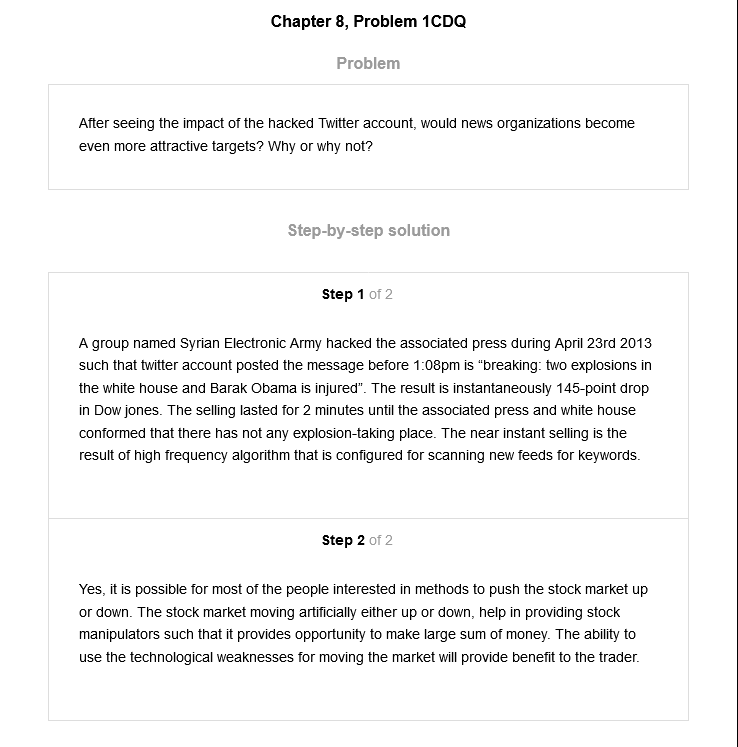 Chapter 8, Problem 1CDQ
Problem
After seeing the impact of the hacked Twitter account, would news organizations become
even more attractive targets? Why or why not?
Step-by-step solution
Step 1 of 2
A group named Syrian Electronic Army hacked the associated press during April 23rd 2013
such that twitter account posted the message before 1:08pm is “breaking: two explosions in
the white house and Barak Obama is injured”. The result is instantaneously 145-point drop
in Dow jones. The selling lasted for 2 minutes until the associated press and white house
conformed that there has not any explosion-taking place. The near instant selling is the
result of high frequency algorithm that is configured for scanning new feeds for keywords.
Step 2 of 2
Yes, it is possible for most of the people interested in methods to push the stock market up
or down. The stock market moving artificially either up or down, help in providing stock
manipulators such that it provides opportunity to make large sum of money. The ability to
use the technological weaknesses for moving the market will provide benefit to the trader.